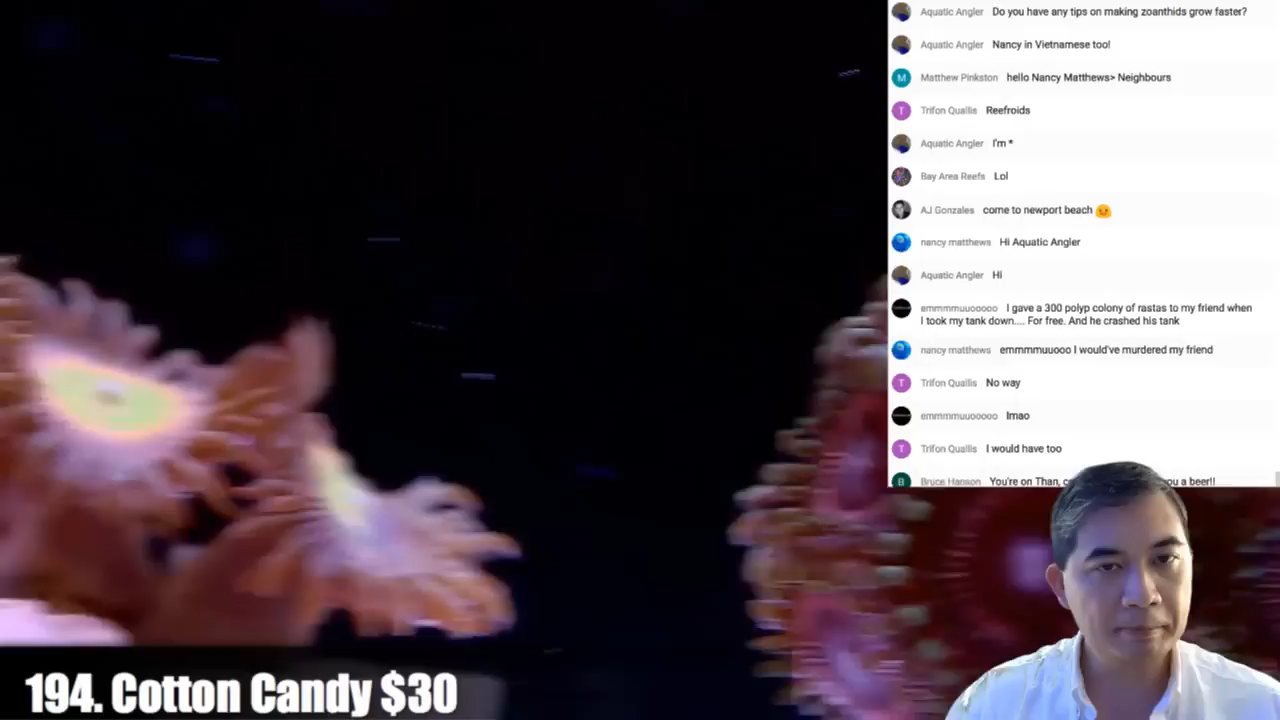 Aquatic Angler Do you have any tips on making zoanthids grow faster?
Aquatic Angler Nancy in Vietnamese too!
M Matthew Pinkston hello Nancy Matthews> Neighbours
T Trifon Quallis Reefroids
Aquatic Angler I'm *
Bay Area Reefs Lol
AJ Gonzales come to newport beach
nancy matthews Hi Aquatic Angler
Aquatic Angler Hi
emmmmuuooooo I gave a 300 polyp colony of rastas to my friend when
I took my tank down.... For free. And he crashed his tank
nancy matthews emmmmuuooo I would've murdered my friend
T Trifon Quallis No way
emmmmuuooooo lmao
T Trifon Quallis I would have too
B Bruce Hanson You're on Than, a beer!!
194. Cotton Candy $30